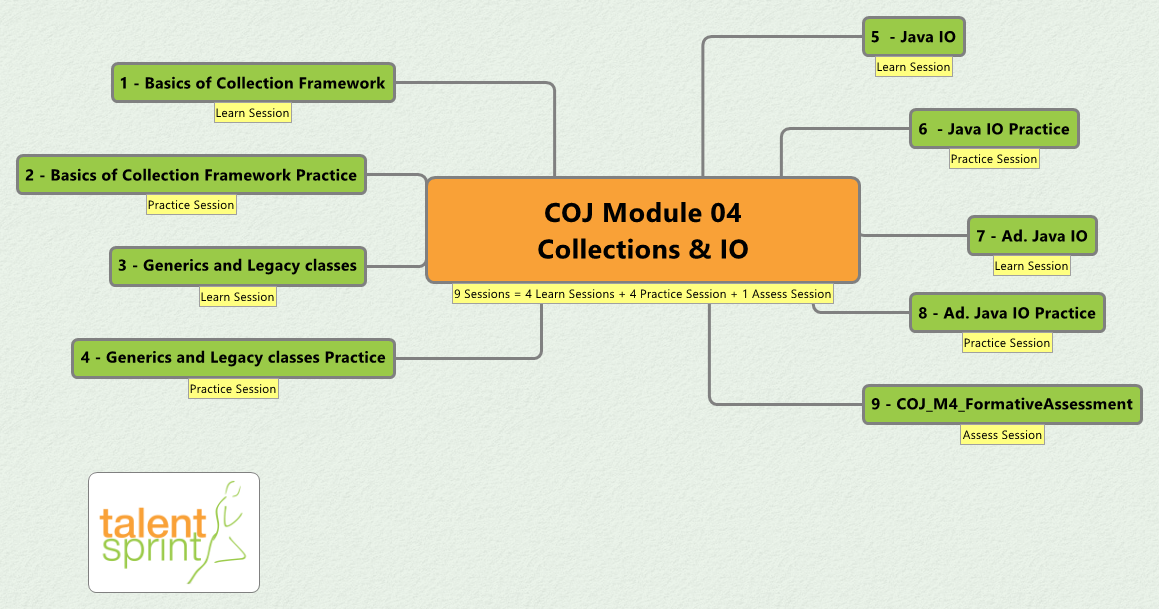 1 - Basics of Collection Framework
Learn Session
2 - Basics of Collection Framework Practice
Practice Session
3 - Generics and Legacy classes
Learn Session
4 - Generics and Legacy classes Practice
Practice Session
COJ Module 04
Collections & IO
9 Sessions = 4 Learn Sessions + 4 Practice Session + 1 Assess Session
5 - Java IO
Learn Session
6 - Java IO Practice
Practice Session
7 - Ad. Java IO
Learn Session
8 - Ad. Java IO Practice
Practice Session
9 - COJ_M4_FormativeAssessment
Assess Session
talent
sprint